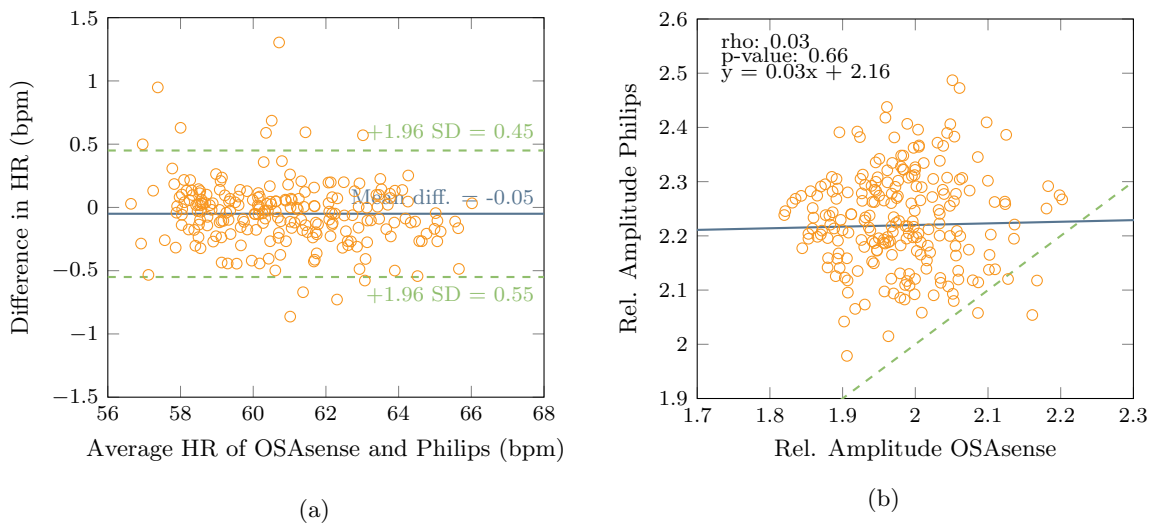 1.5
1
0.5
0
−0.5
−1
−1.5
56
58
60
62
64
66
68
Difference in HR (bpm)
Average HR of OSAsense and Philips (bpm)
+1.96 SD = 0.45
Mean diff. = -0.05
+1.96 SD = 0.55
(a)
2.6
2.5
2.4
2.3
2.2
2.1
2
1.9
1.7
1.8
1.9
2
2.1
2.2
2.3
Rel. Amplitude Philips
Rel. Amplitude OSAsense
rho: 0.03
p-value: 0.66
y = 0.03x + 2.16
(b)